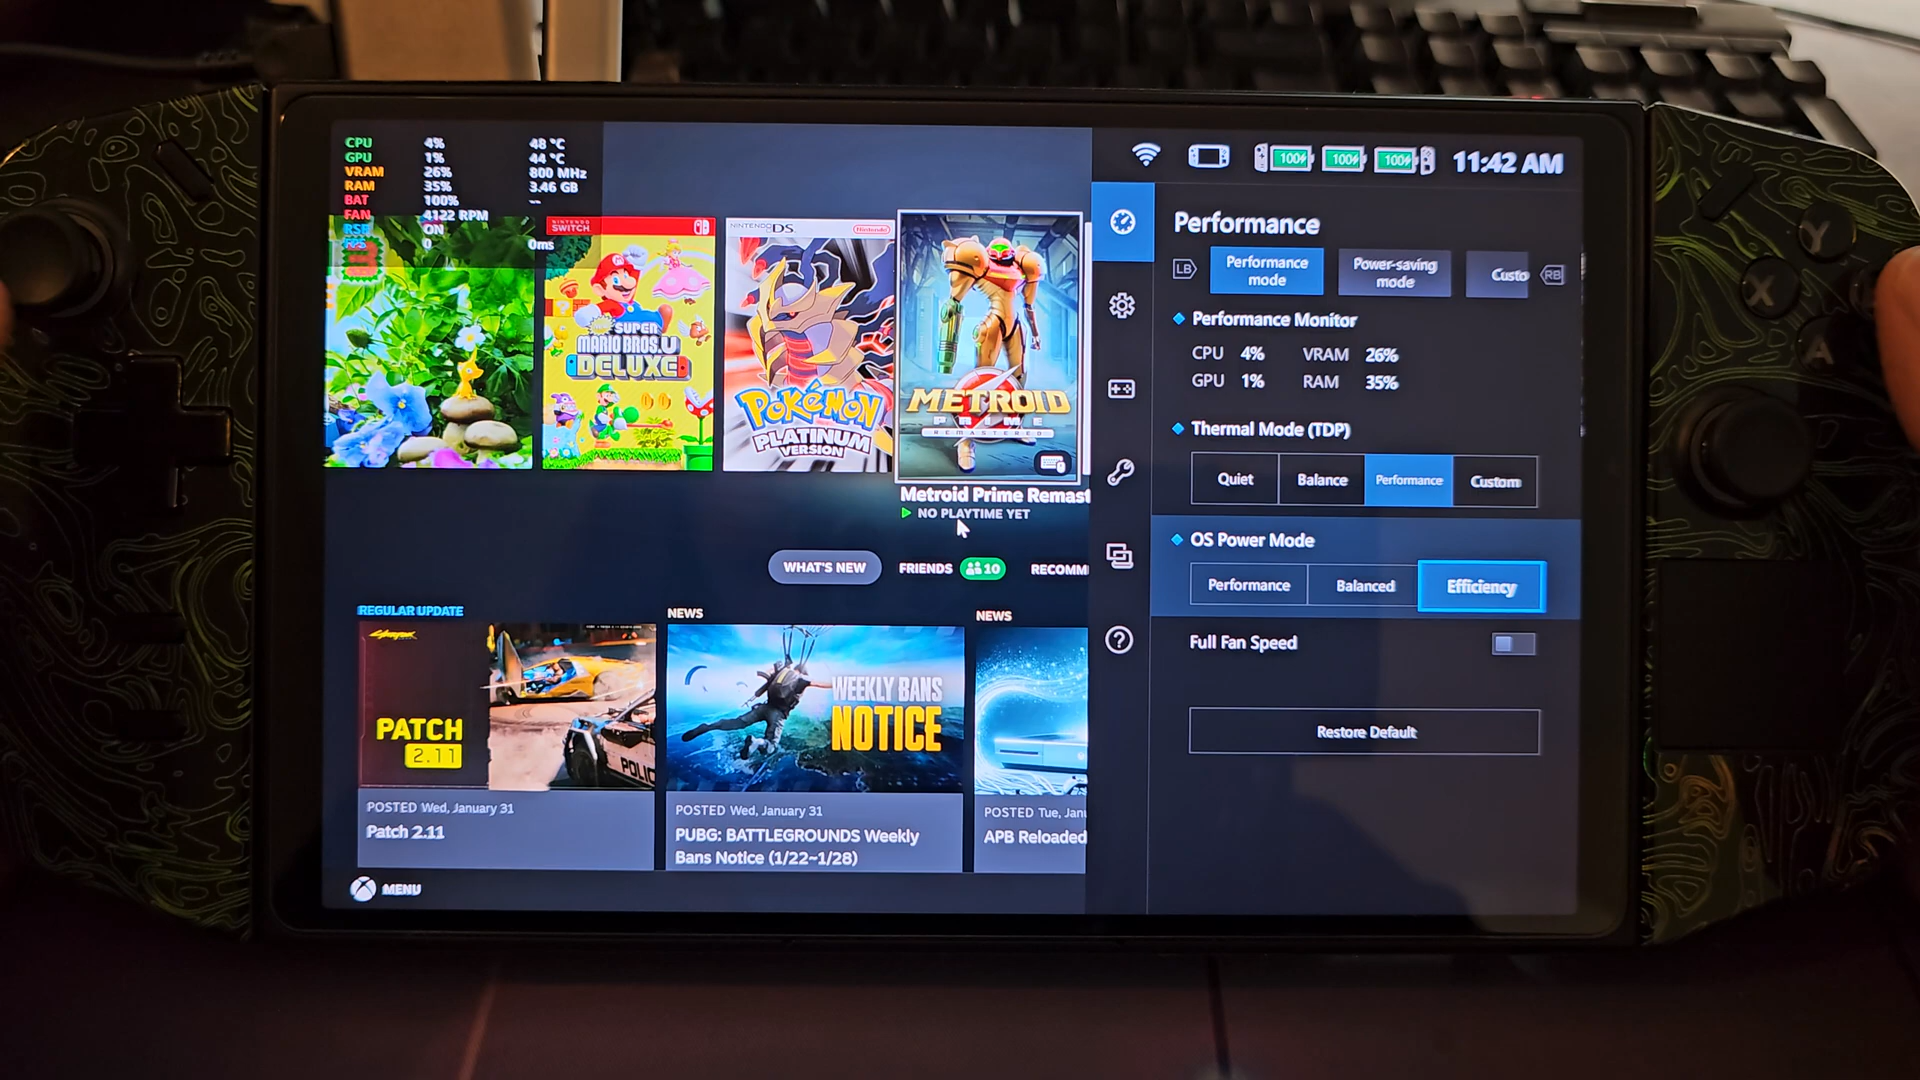 CPU 4% 48 °C
GPU 1% 44 °C
VRAM 26% 800 MHz
RAM 35% 3.46 GB
BAT 100% --
FAN 4122 RPM
RSR ON
0 0ms
NINTENDO SWITCH
NEW SUPER
MARIO BROS. U
DELUXE
NINTENDO DS
Nintendo
POKéMON
PLATINUM
VERSION
METROID
PRIME
REMASTERED
Metroid Prime Remast
NO PLAYTIME YET
WHAT'S NEW
FRIENDS 10
RECOMM
REGULAR UPDATE
NEWS
NEWS
PATCH
2.11
POLIC
WEEKLY BANS
NOTICE
POSTED Wed, January 31
Patch 2.11
POSTED Wed, January 31
PUBG: BATTLEGROUNDS Weekly
Bans Notice (1/22~1/28)
POSTED Tue, Janu
APB Reloaded
MENU
100 100 100 11:42 AM
Performance
LB Performance mode Power-saving mode Custo RB
Performance Monitor
CPU 4% VRAM 26%
GPU 1% RAM 35%
Thermal Mode (TDP)
Quiet Balance Performance Custom
OS Power Mode
Performance Balanced Efficiency
Full Fan Speed
Restore Default
Y
X
A